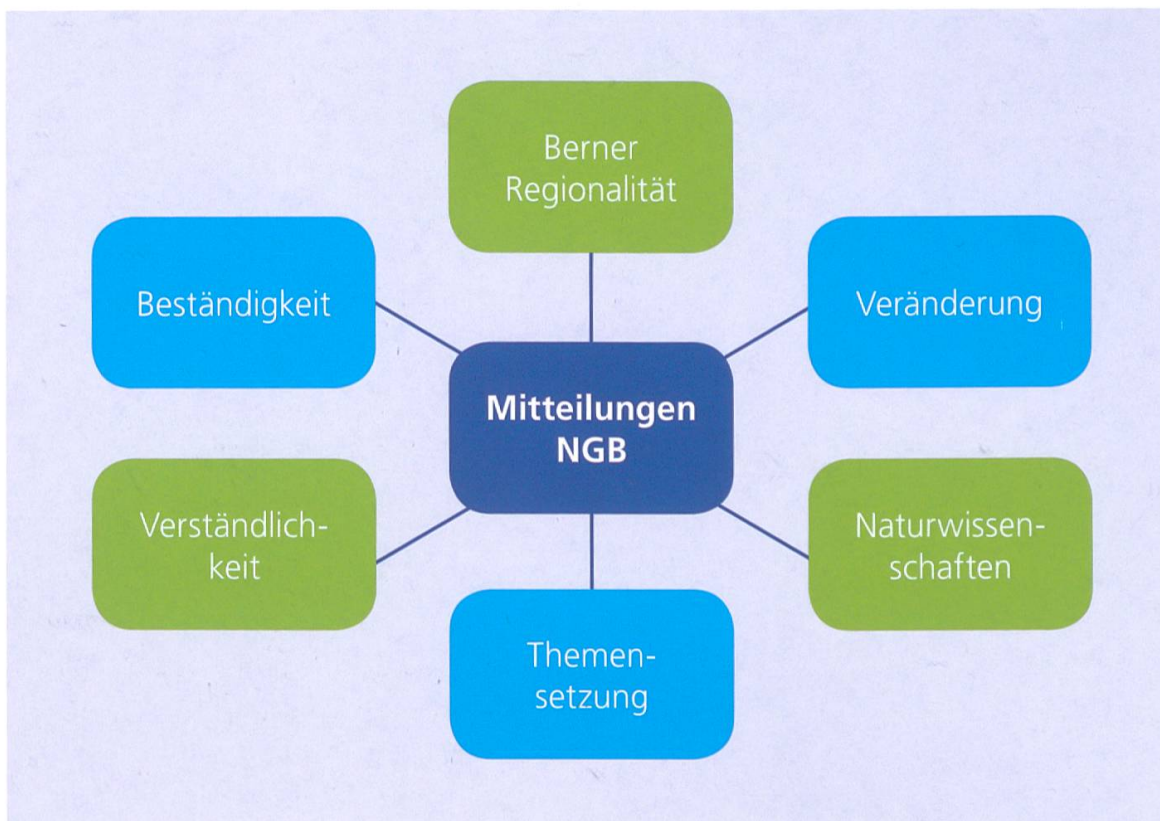 Berner
Regionalität
Beständigkeit
Veränderung
Mitteilungen
NGB
Verständlich-
keit
Naturwissen-
schaften
Themen-
setzung